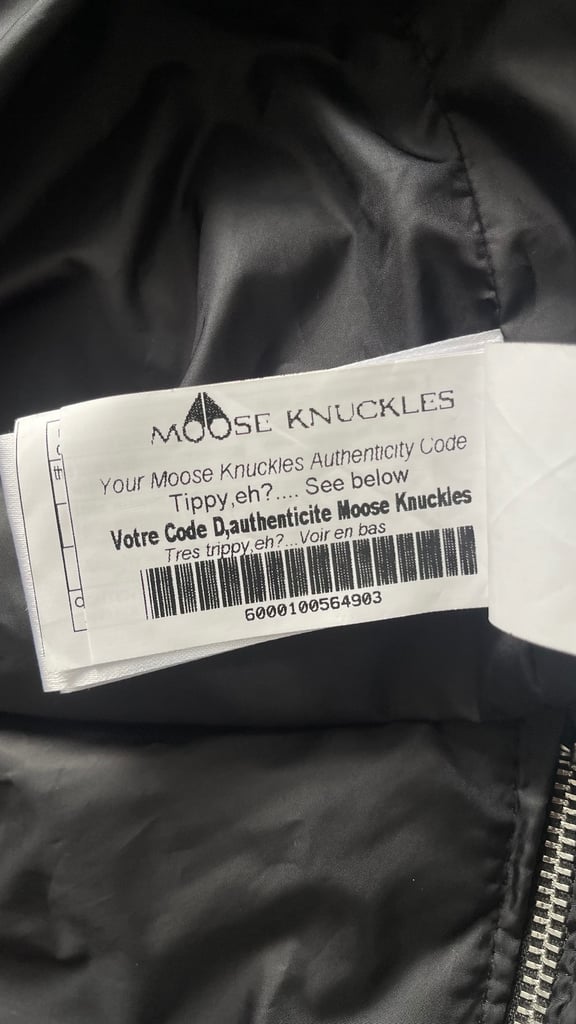 MOOSE KNUCKLES
Your Moose Knuckles Authenticity Code
Tippy,eh?.... See below
Votre Code D,authenticite Moose Knuckles
Tres trippy,eh?...Voir en bas
6000100564903